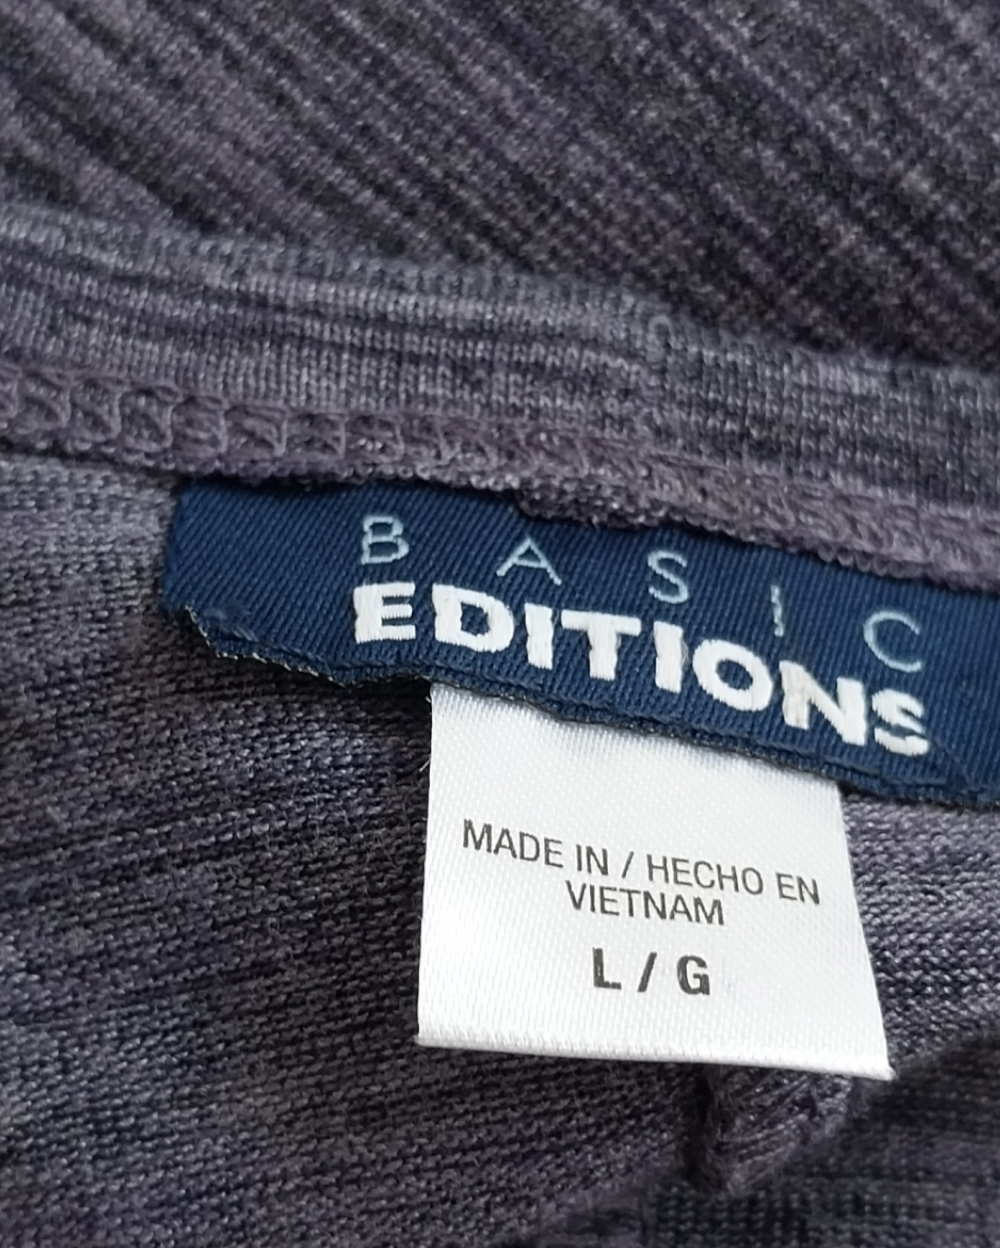 BASIC
EDITIONS
MADE IN / HECHO EN
VIETNAM
L / G